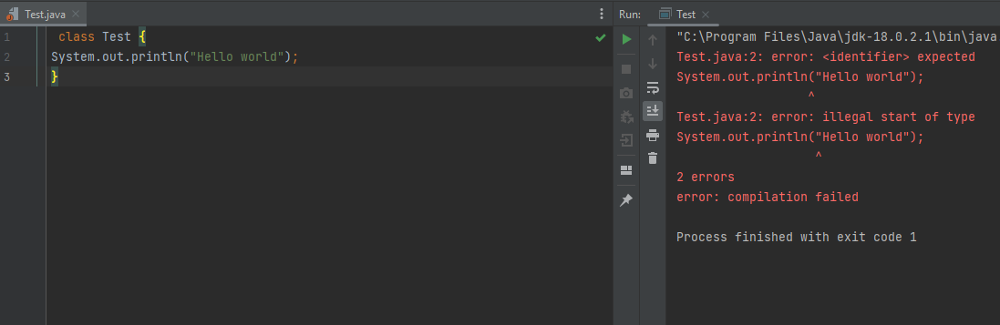 Test.java
1 class Test {
2 System.out.println("Hello world");
3 }
Run: Test
"C:\Program Files\Java\jdk-18.0.2.1\bin\java
Test.java:2: error: <identifier> expected
System.out.println("Hello world");
^
Test.java:2: error: illegal start of type
System.out.println("Hello world");
^
2 errors
error: compilation failed
Process finished with exit code 1